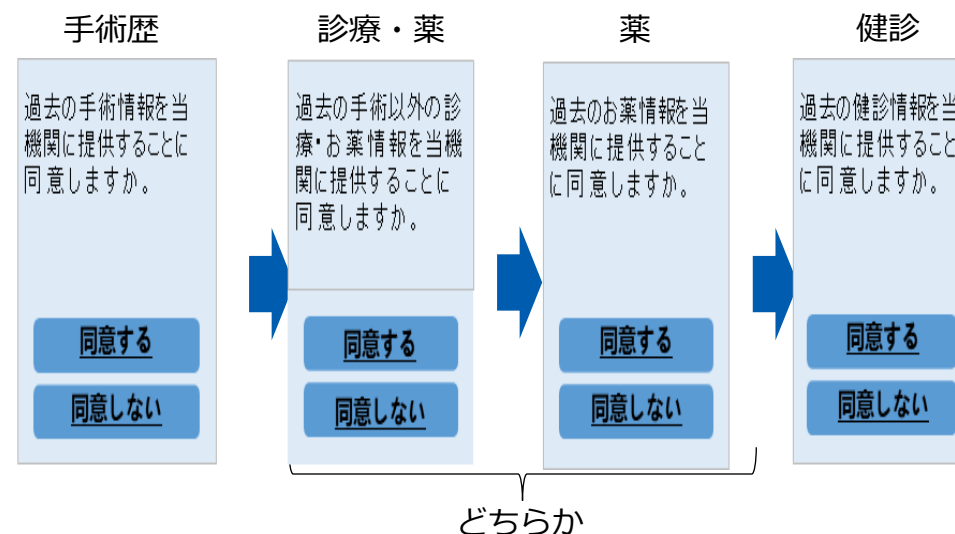 手術歴
過去の手術情報を当
機関に提供することに
同意しますか。
同意する
同意しない
診療・薬
過去の手術以外の診
療・お薬情報を当機
関に提供することに
同意しますか。
同意する
同意しない
薬
過去のお薬情報を当
機関に提供すること
に同意しますか。
同意する
同意しない
健診
過去の健診情報を当
機関に提供すること
に同意しますか。
同意する
同意しない
どちらか